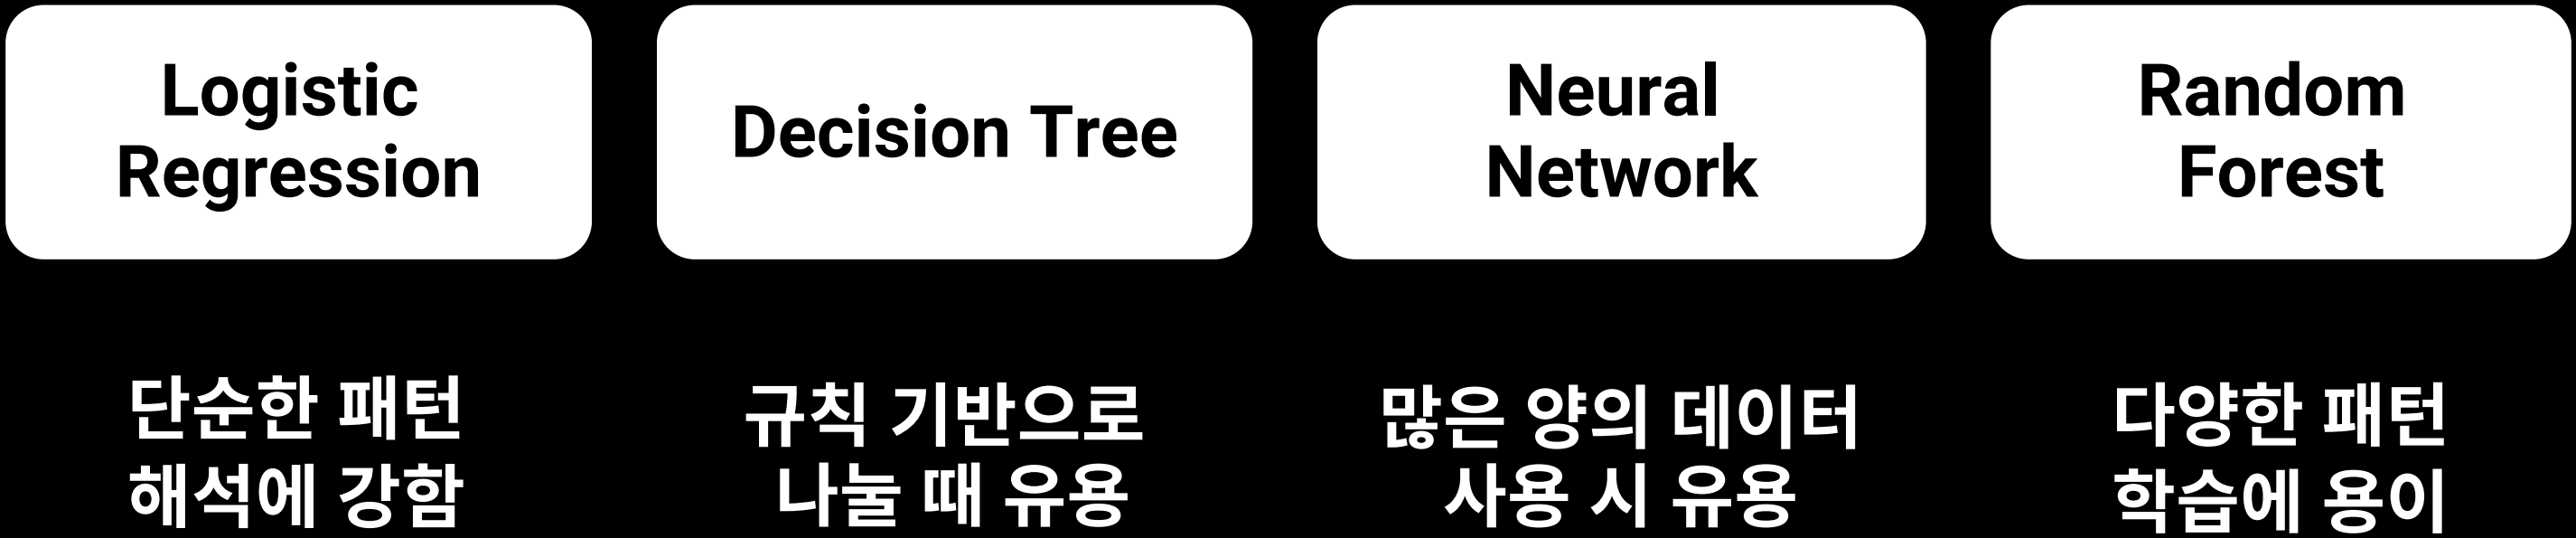 Logistic
Regression
단순한 패턴
해석에 강함
Decision Tree
규칙 기반으로
나눌 때 유용
Neural
Network
많은 양의 데이터
사용 시 유용
Random
Forest
다양한 패턴
학습에 용이